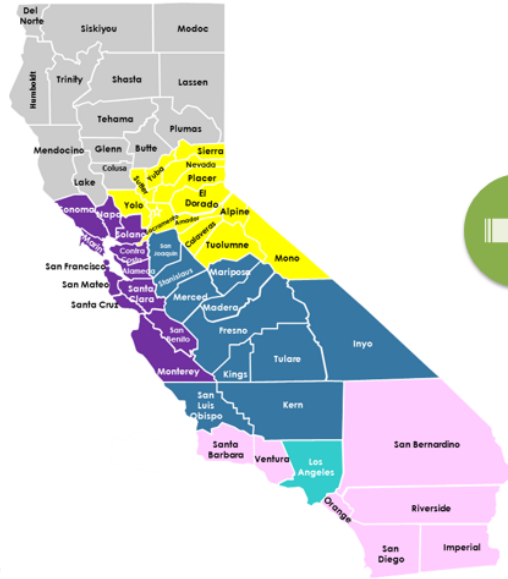 Del
Norte
Siskiyou
Modoc
Humboldt
Trinity
Shasta
Lassen
Tehama
Plumas
Mendocino
Glenn
Butte
Colusa
Lake
Sierra
Nevada
Yuba
Sutter
Placer
Yolo
El
Dorado
Sonoma
Napa
Solano
Sacramento
Amador
Alpine
Calaveras
Tuolumne
Mono
Marin
Contra
Costa
San
Joaquin
San Francisco
Alameda
Stanislaus
Mariposa
San Mateo
Santa
Clara
Merced
Madera
Santa Cruz
San
Benito
Fresno
Inyo
Monterey
Kings
Tulare
San
Luis
Obispo
Kern
Santa
Barbara
Ventura
Los
Angeles
San Bernardino
Orange
Riverside
San
Diego
Imperial